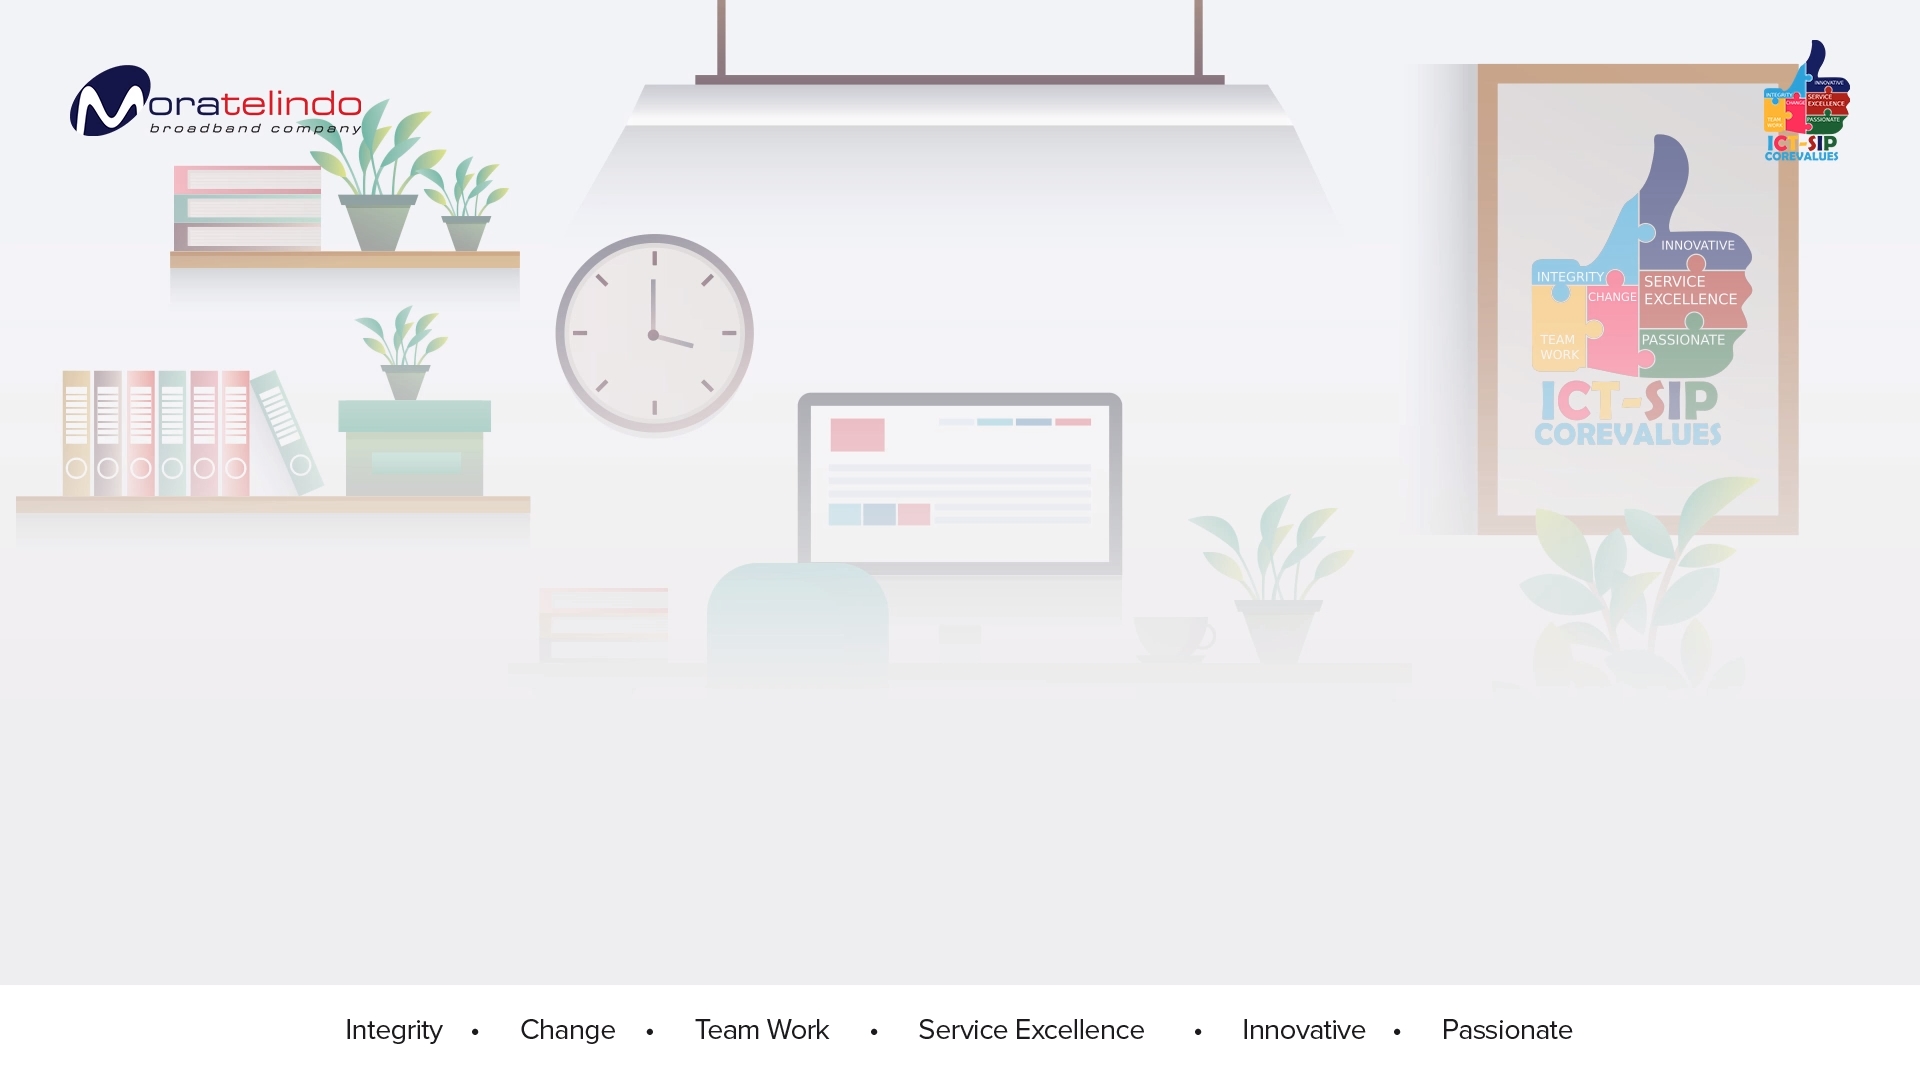 Moratelindo
broadband company
INNOVATIVE
INTEGRITY
SERVICE
EXCELLENCE
CHANGE
TEAM
WORK
PASSIONATE
ICT-SIP
COREVALUES
INNOVATIVE
INTEGRITY
SERVICE
EXCELLENCE
CHANGE
TEAM
WORK
PASSIONATE
ICT-SIP
COREVALUES
Integrity • Change • Team Work • Service Excellence • Innovative • Passionate